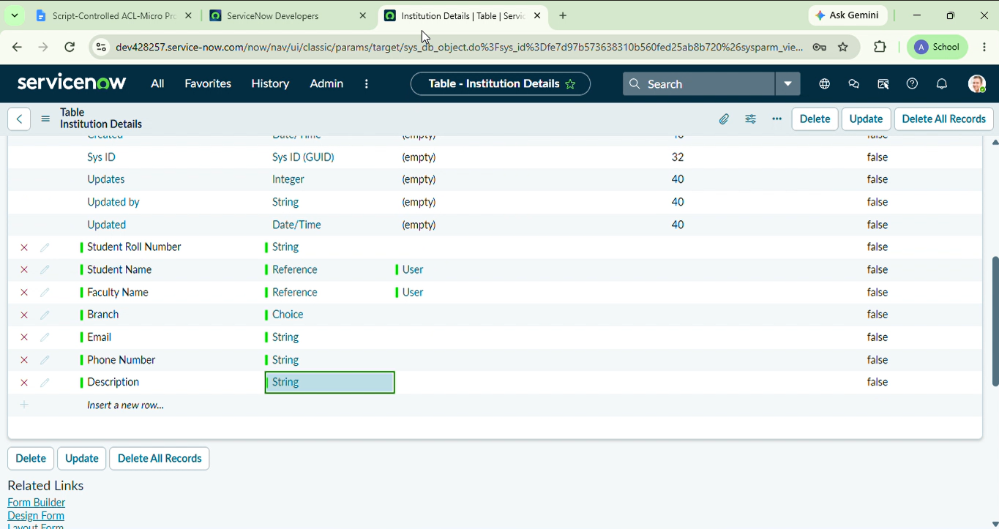 Script-Controlled ACL-Micro Pr
ServiceNow Developers
Institution Details | Table | Servic
Ask Gemini
dev428257.service-now.com/now/nav/ui/classic/params/target/sys_db_object.do%3Fsys_id%3Dfe7d97b573638310b560fed25ab8b720%26sysparm_vie...
A School
servicenow
All
Favorites
History
Admin
Table - Institution Details
Search
Table
Institution Details
Delete
Update
Delete All Records
Created Date/Time (empty) 40 false
Sys ID Sys ID (GUID) (empty) 32 false
Updates Integer (empty) 40 false
Updated by String (empty) 40 false
Updated Date/Time (empty) 40 false
Student Roll Number String false
Student Name Reference User false
Faculty Name Reference User false
Branch Choice false
Email String false
Phone Number String false
Description String false
Insert a new row...
Delete
Update
Delete All Records
Related Links
Form Builder
Design Form
Layout Form